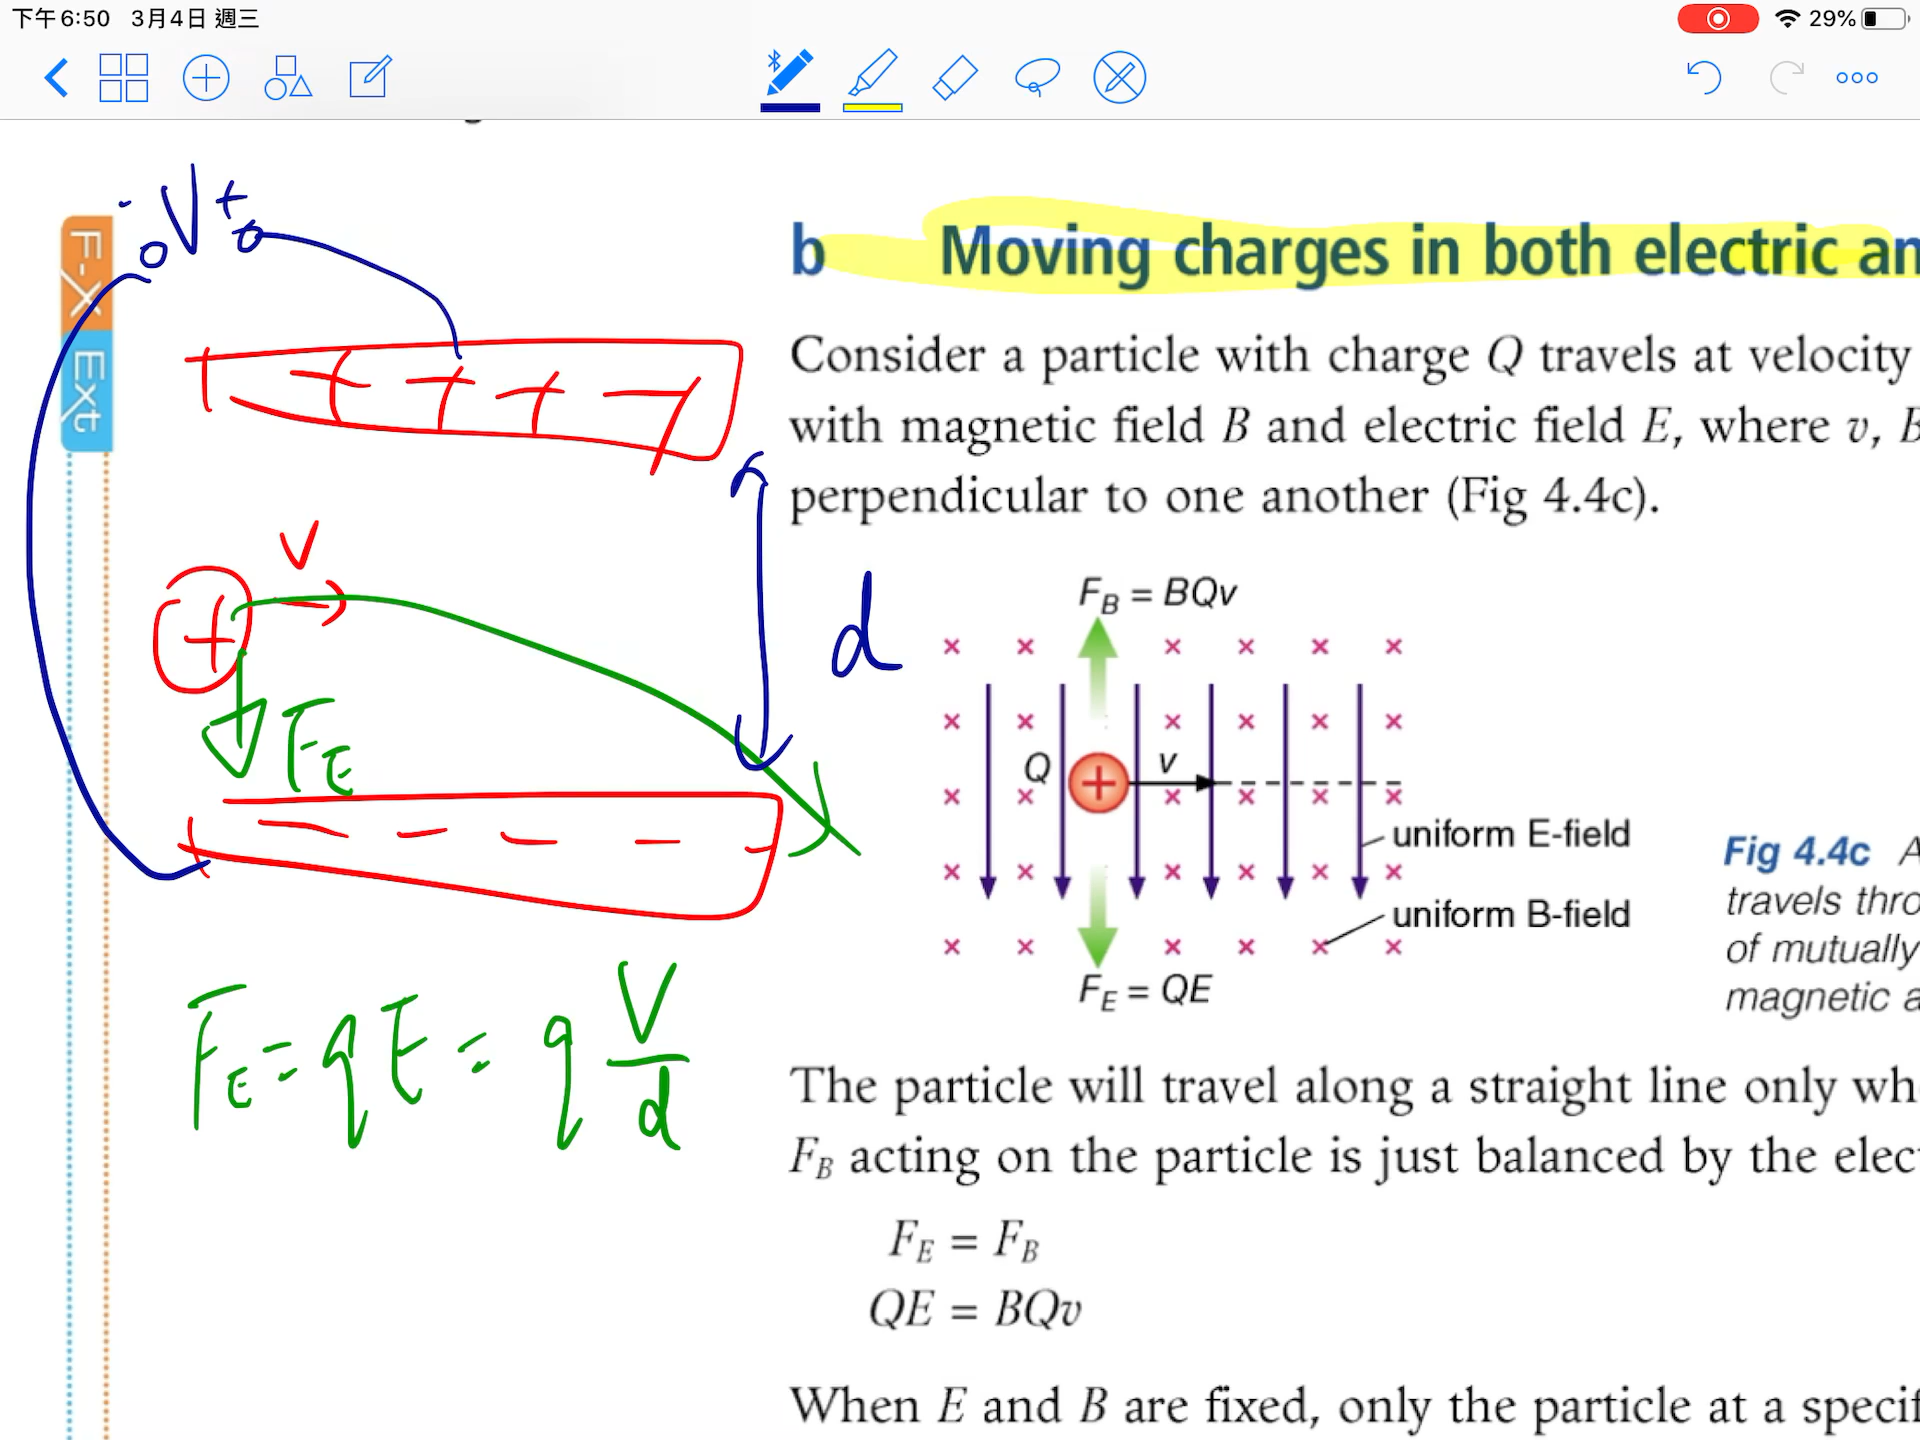 下午6:50 3月4日 週三
29%
F-X
Ext
- V +
+ + + +
v
+
F_E
d
F_E = qE = q V/d
b Moving charges in both electric an
Consider a particle with charge Q travels at velocity
with magnetic field B and electric field E, where v, B
perpendicular to one another (Fig 4.4c).
F_B = BQv
Q
+
v
uniform E-field
uniform B-field
F_E = QE
Fig 4.4c A
travels thro
of mutually
magnetic a
The particle will travel along a straight line only wh
F_B acting on the particle is just balanced by the elec
F_E = F_B
QE = BQv
When E and B are fixed, only the particle at a specif